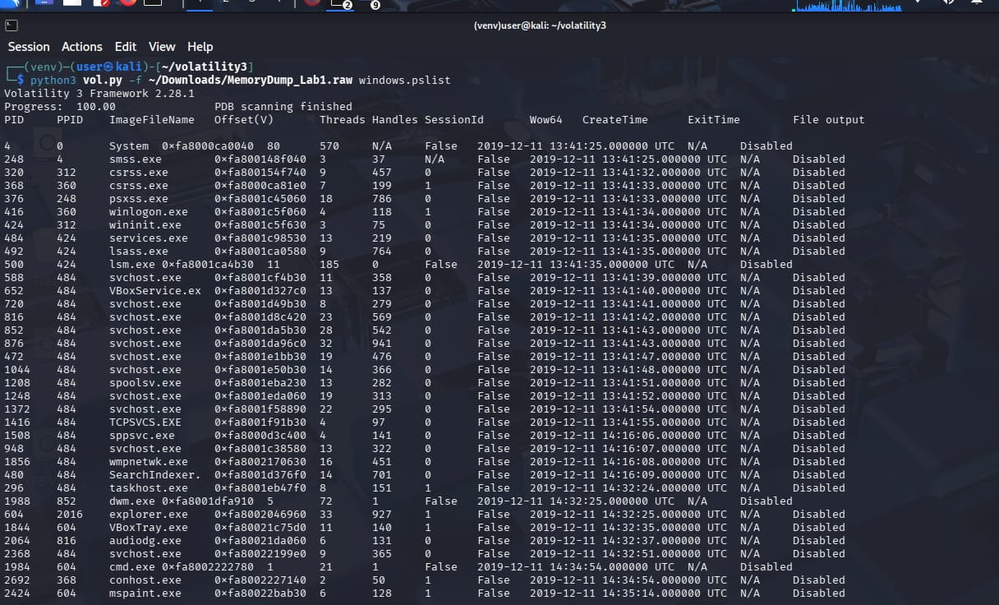 2
9
(venv)user@kali: ~/volatility3
Session Actions Edit View Help
┌──(venv)─(user㉿kali)-[~/volatility3]
└─$ python3 vol.py -f ~/Downloads/MemoryDump_Lab1.raw windows.pslist
Volatility 3 Framework 2.28.1
Progress: 100.00 PDB scanning finished
PID PPID ImageFileName Offset(V) Threads Handles SessionId Wow64 CreateTime ExitTime File output
4 0 System 0xfa8000ca0040 80 570 N/A False 2019-12-11 13:41:25.000000 UTC N/A Disabled
248 4 smss.exe 0xfa800148f040 3 37 N/A False 2019-12-11 13:41:25.000000 UTC N/A Disabled
320 312 csrss.exe 0xfa800154f740 9 457 0 False 2019-12-11 13:41:32.000000 UTC N/A Disabled
368 360 csrss.exe 0xfa8000ca81e0 7 199 1 False 2019-12-11 13:41:33.000000 UTC N/A Disabled
376 248 psxss.exe 0xfa8001c45060 18 786 0 False 2019-12-11 13:41:33.000000 UTC N/A Disabled
416 360 winlogon.exe 0xfa8001c5f060 4 118 1 False 2019-12-11 13:41:34.000000 UTC N/A Disabled
424 312 wininit.exe 0xfa8001c5f630 3 75 0 False 2019-12-11 13:41:34.000000 UTC N/A Disabled
484 424 services.exe 0xfa8001c98530 13 219 0 False 2019-12-11 13:41:35.000000 UTC N/A Disabled
492 424 lsass.exe 0xfa8001ca0580 9 764 0 False 2019-12-11 13:41:35.000000 UTC N/A Disabled
500 424 lsm.exe 0xfa8001ca4b30 11 185 0 False 2019-12-11 13:41:35.000000 UTC N/A Disabled
588 484 svchost.exe 0xfa8001cf4b30 11 358 0 False 2019-12-11 13:41:39.000000 UTC N/A Disabled
652 484 VBoxService.ex 0xfa8001d327c0 13 137 0 False 2019-12-11 13:41:40.000000 UTC N/A Disabled
720 484 svchost.exe 0xfa8001d49b30 8 279 0 False 2019-12-11 13:41:41.000000 UTC N/A Disabled
816 484 svchost.exe 0xfa8001d8c420 23 569 0 False 2019-12-11 13:41:42.000000 UTC N/A Disabled
852 484 svchost.exe 0xfa8001da5b30 28 542 0 False 2019-12-11 13:41:43.000000 UTC N/A Disabled
876 484 svchost.exe 0xfa8001da96c0 32 941 0 False 2019-12-11 13:41:43.000000 UTC N/A Disabled
472 484 svchost.exe 0xfa8001e1bb30 19 476 0 False 2019-12-11 13:41:47.000000 UTC N/A Disabled
1044 484 svchost.exe 0xfa8001e50b30 14 366 0 False 2019-12-11 13:41:48.000000 UTC N/A Disabled
1208 484 spoolsv.exe 0xfa8001eba230 13 282 0 False 2019-12-11 13:41:51.000000 UTC N/A Disabled
1248 484 svchost.exe 0xfa8001eda060 19 313 0 False 2019-12-11 13:41:52.000000 UTC N/A Disabled
1372 484 svchost.exe 0xfa8001f58890 22 295 0 False 2019-12-11 13:41:54.000000 UTC N/A Disabled
1416 484 TCPSVCS.EXE 0xfa8001f91b30 4 97 0 False 2019-12-11 13:41:55.000000 UTC N/A Disabled
1508 484 sppsvc.exe 0xfa8000d3c400 4 141 0 False 2019-12-11 14:16:06.000000 UTC N/A Disabled
948 484 svchost.exe 0xfa8001c38580 13 322 0 False 2019-12-11 14:16:07.000000 UTC N/A Disabled
1856 484 wmpnetwk.exe 0xfa8002170630 16 451 0 False 2019-12-11 14:16:08.000000 UTC N/A Disabled
480 484 SearchIndexer. 0xfa8001d376f0 14 701 0 False 2019-12-11 14:16:09.000000 UTC N/A Disabled
296 484 taskhost.exe 0xfa8001eb47f0 8 151 1 False 2019-12-11 14:32:24.000000 UTC N/A Disabled
1988 852 dwm.exe 0xfa8001dfa910 5 72 1 False 2019-12-11 14:32:25.000000 UTC N/A Disabled
604 2016 explorer.exe 0xfa8002046960 33 927 1 False 2019-12-11 14:32:25.000000 UTC N/A Disabled
1844 604 VBoxTray.exe 0xfa80021c75d0 11 140 1 False 2019-12-11 14:32:35.000000 UTC N/A Disabled
2064 816 audiodg.exe 0xfa80021da060 6 131 0 False 2019-12-11 14:32:37.000000 UTC N/A Disabled
2368 484 svchost.exe 0xfa80022199e0 9 365 0 False 2019-12-11 14:32:51.000000 UTC N/A Disabled
1984 604 cmd.exe 0xfa8002222780 1 21 1 False 2019-12-11 14:34:54.000000 UTC N/A Disabled
2692 368 conhost.exe 0xfa8002227140 2 50 1 False 2019-12-11 14:34:54.000000 UTC N/A Disabled
2424 604 mspaint.exe 0xfa80022bab30 6 128 1 False 2019-12-11 14:35:14.000000 UTC N/A Disabled